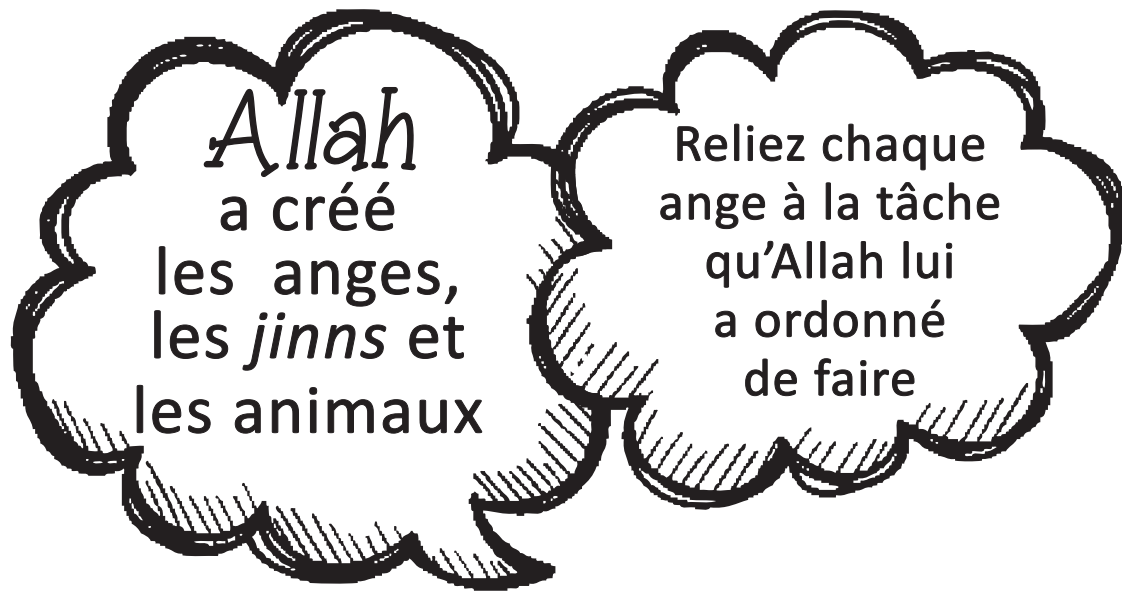 Allah
a créé
les anges,
les jinns et
les animaux
Reliez chaque
ange à la tâche
qu’Allah lui
a ordonné
de faire